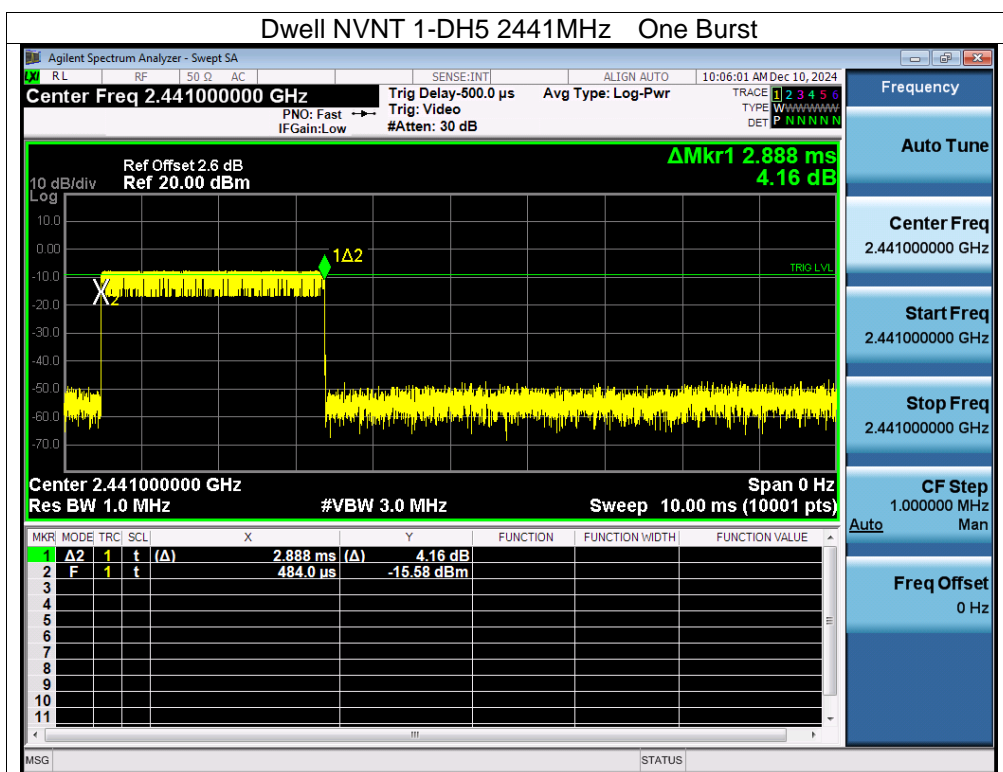 Dwell NVNT 1-DH5 2441MHz One Burst
Agilent Spectrum Analyzer - Swept SA
LXI RL RF 50 Ω AC SENSE:INT ALIGN AUTO 10:06:01 AM Dec 10, 2024
Center Freq 2.441000000 GHz Trig Delay-500.0 µs Avg Type: Log-Pwr TRACE 1 2 3 4 5 6
PNO: Fast Trig: Video TYPE WWWWWW
IFGain:Low #Atten: 30 dB DET P N N N N N
Frequency
Auto Tune
Center Freq
2.441000000 GHz
Start Freq
2.441000000 GHz
Stop Freq
2.441000000 GHz
CF Step
1.000000 MHz
Auto Man
Freq Offset
0 Hz
ΔMkr1 2.888 ms
4.16 dB
Ref Offset 2.6 dB
10 dB/div Ref 20.00 dBm
Log
10.0
0.00
-10.0
-20.0
-30.0
-40.0
-50.0
-60.0
-70.0
1Δ2
TRIG LVL
X2
Center 2.441000000 GHz Span 0 Hz
Res BW 1.0 MHz #VBW 3.0 MHz Sweep 10.00 ms (10001 pts)
MKR MODE TRC SCL X Y FUNCTION FUNCTION WIDTH FUNCTION VALUE
1 Δ2 1 t (Δ) 2.888 ms (Δ) 4.16 dB
2 F 1 t 484.0 µs -15.58 dBm
3
4
5
6
7
8
9
10
11
MSG STATUS